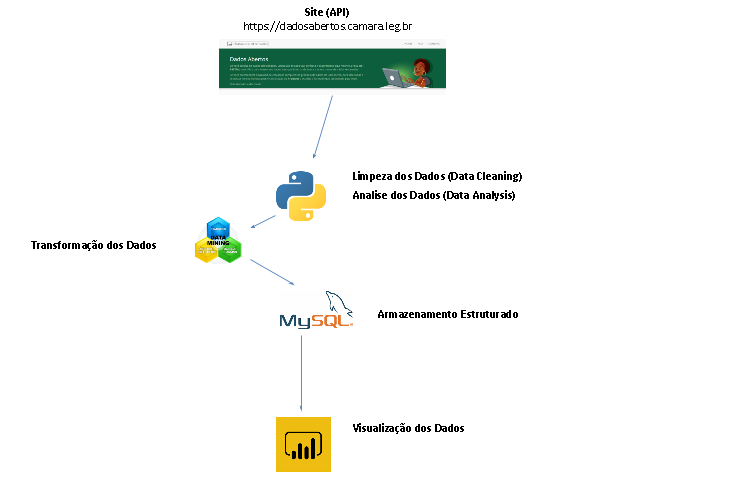 Site (API)
https://dadosabertos.camara.leg.br
Dados Abertos
Limpeza dos Dados (Data Cleaning)
Analise dos Dados (Data Analysis)
DATA
MINING
Transformação dos Dados
MySQL
Armazenamento Estruturado
Visualização dos Dados